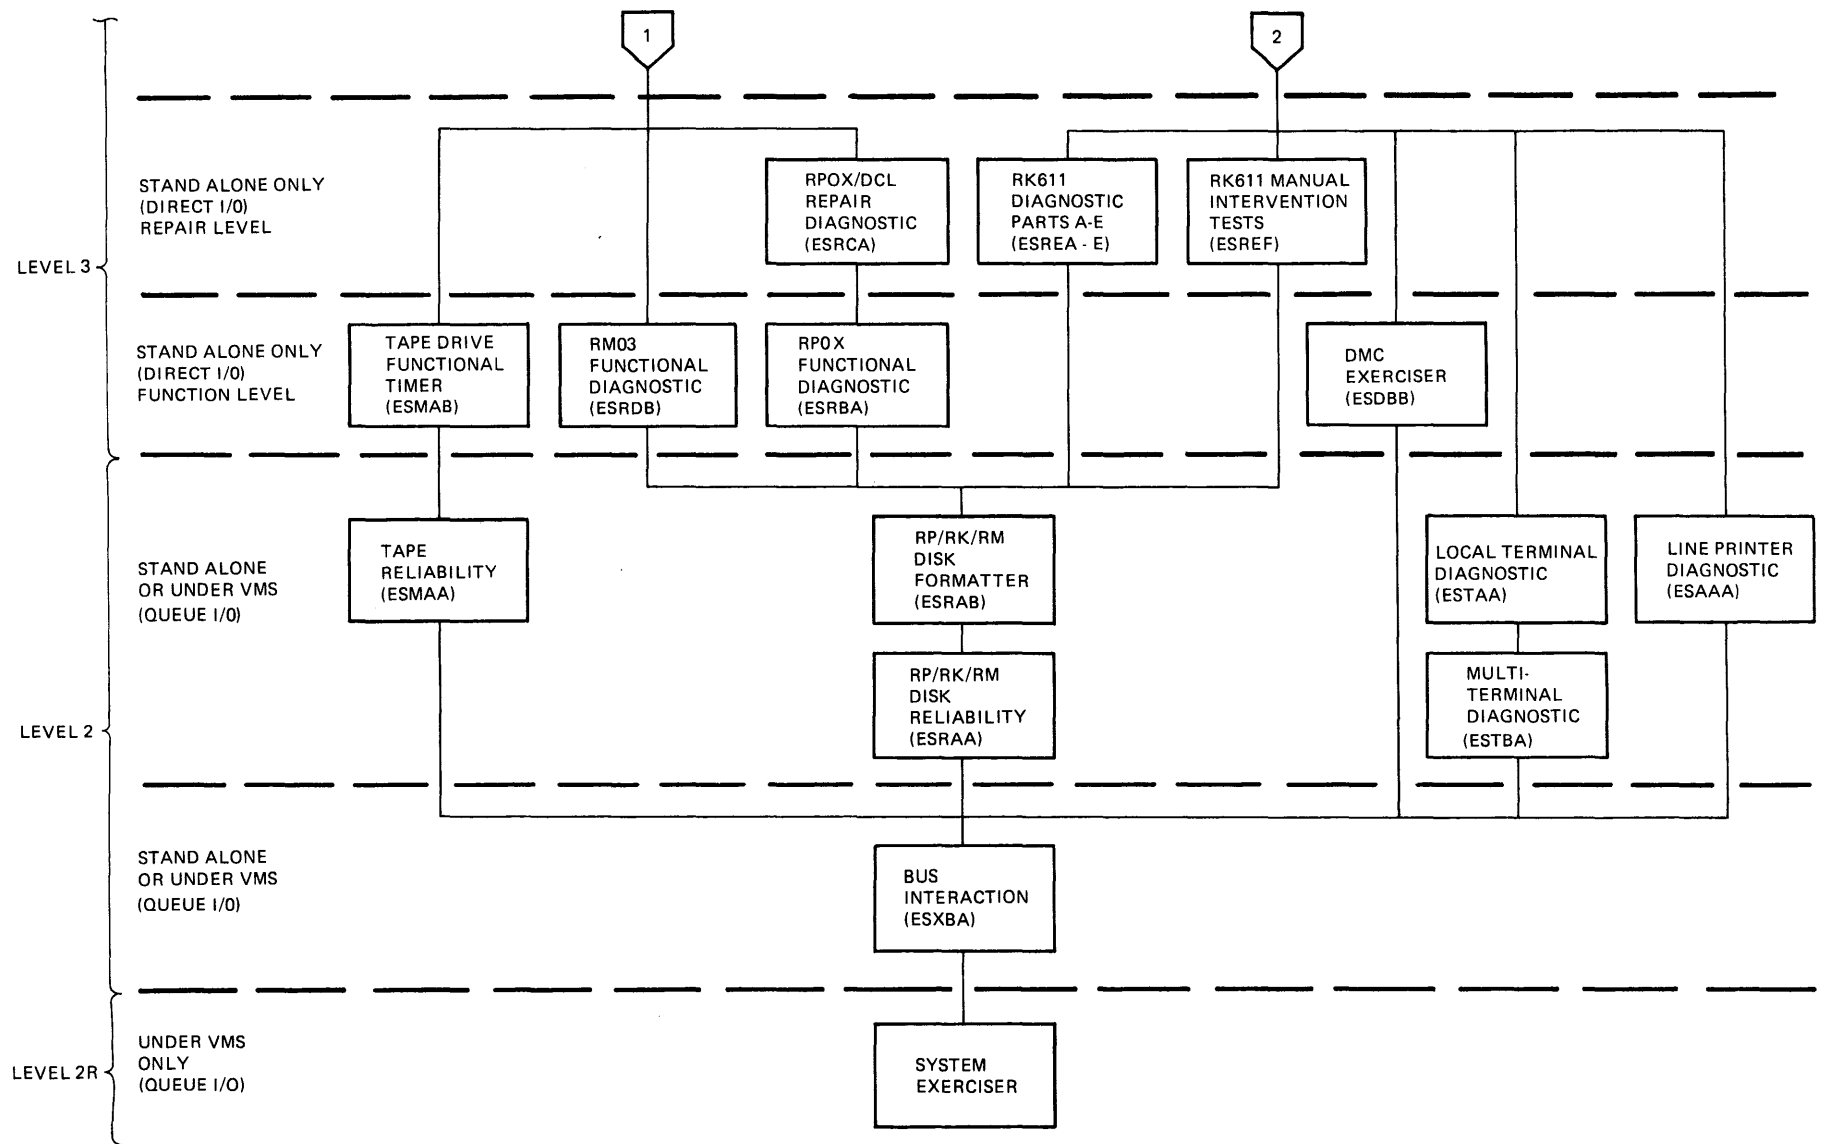 1
2
STAND ALONE ONLY
(DIRECT I/0)
REPAIR LEVEL
RPOX/DCL
REPAIR
DIAGNOSTIC
(ESRCA)
RK611
DIAGNOSTIC
PARTS A-E
(ESREA - E)
RK611 MANUAL
INTERVENTION
TESTS
(ESREF)
LEVEL 3
STAND ALONE ONLY
(DIRECT I/0)
FUNCTION LEVEL
TAPE DRIVE
FUNCTIONAL
TIMER
(ESMAB)
RM03
FUNCTIONAL
DIAGNOSTIC
(ESRDB)
RP0X
FUNCTIONAL
DIAGNOSTIC
(ESRBA)
DMC
EXERCISER
(ESDBB)
STAND ALONE
OR UNDER VMS
(QUEUE I/0)
TAPE
RELIABILITY
(ESMAA)
RP/RK/RM
DISK
FORMATTER
(ESRAB)
LOCAL TERMINAL
DIAGNOSTIC
(ESTAA)
LINE PRINTER
DIAGNOSTIC
(ESAAA)
RP/RK/RM
DISK
RELIABILITY
(ESRAA)
MULTI-
TERMINAL
DIAGNOSTIC
(ESTBA)
LEVEL 2
STAND ALONE
OR UNDER VMS
(QUEUE I/0)
BUS
INTERACTION
(ESXBA)
LEVEL 2R
UNDER VMS
ONLY
(QUEUE I/O)
SYSTEM
EXERCISER